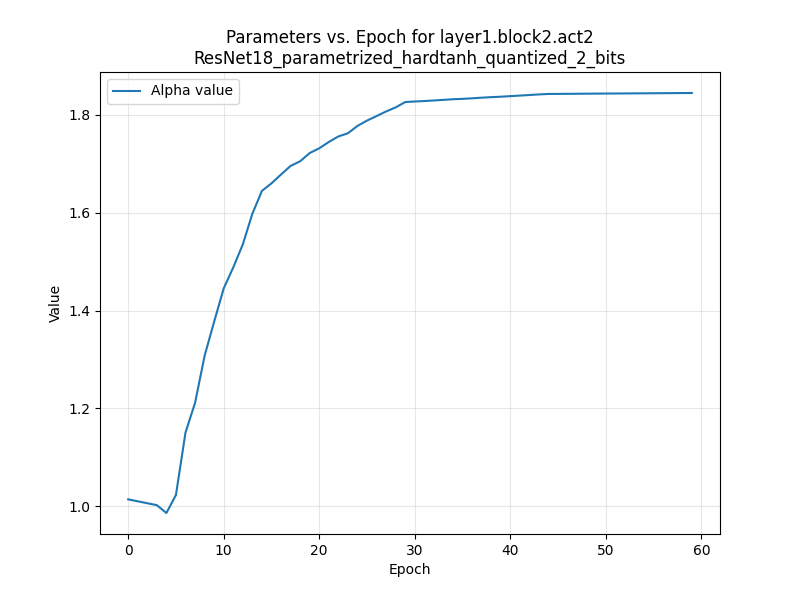 Parameters vs. Epoch for layer1.block2.act2
ResNet18_parametrized_hardtanh_quantized_2_bits
Alpha value
1.8
1.6
1.4
1.2
1.0
Value
0 10 20 30 40 50 60
Epoch